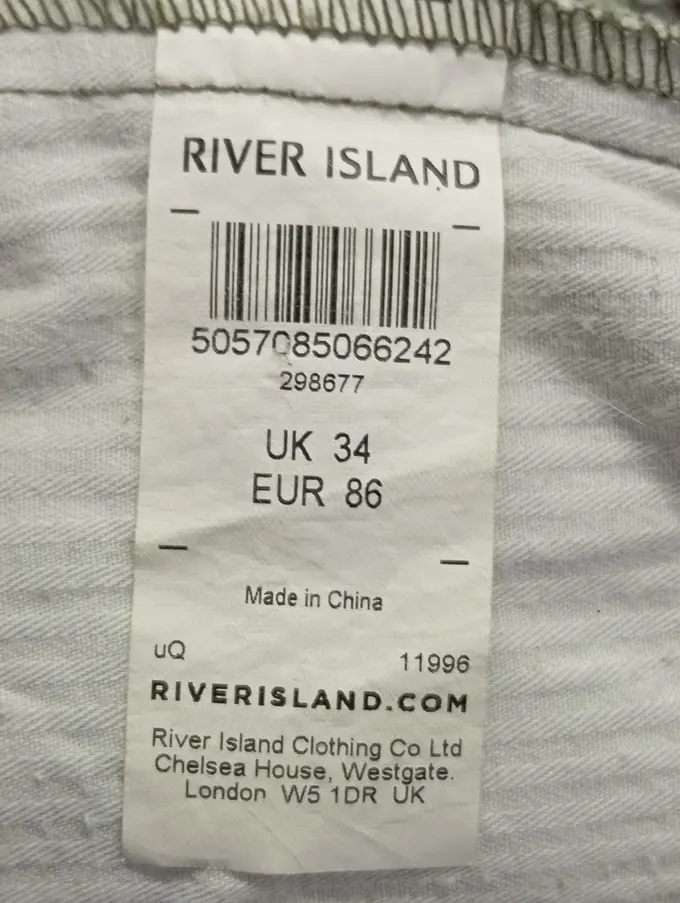 RIVER ISLAND
5057085066242
298677
UK 34
EUR 86
Made in China
uQ 11996
RIVERISLAND.COM
River Island Clothing Co Ltd
Chelsea House, Westgate.
London W5 1DR UK